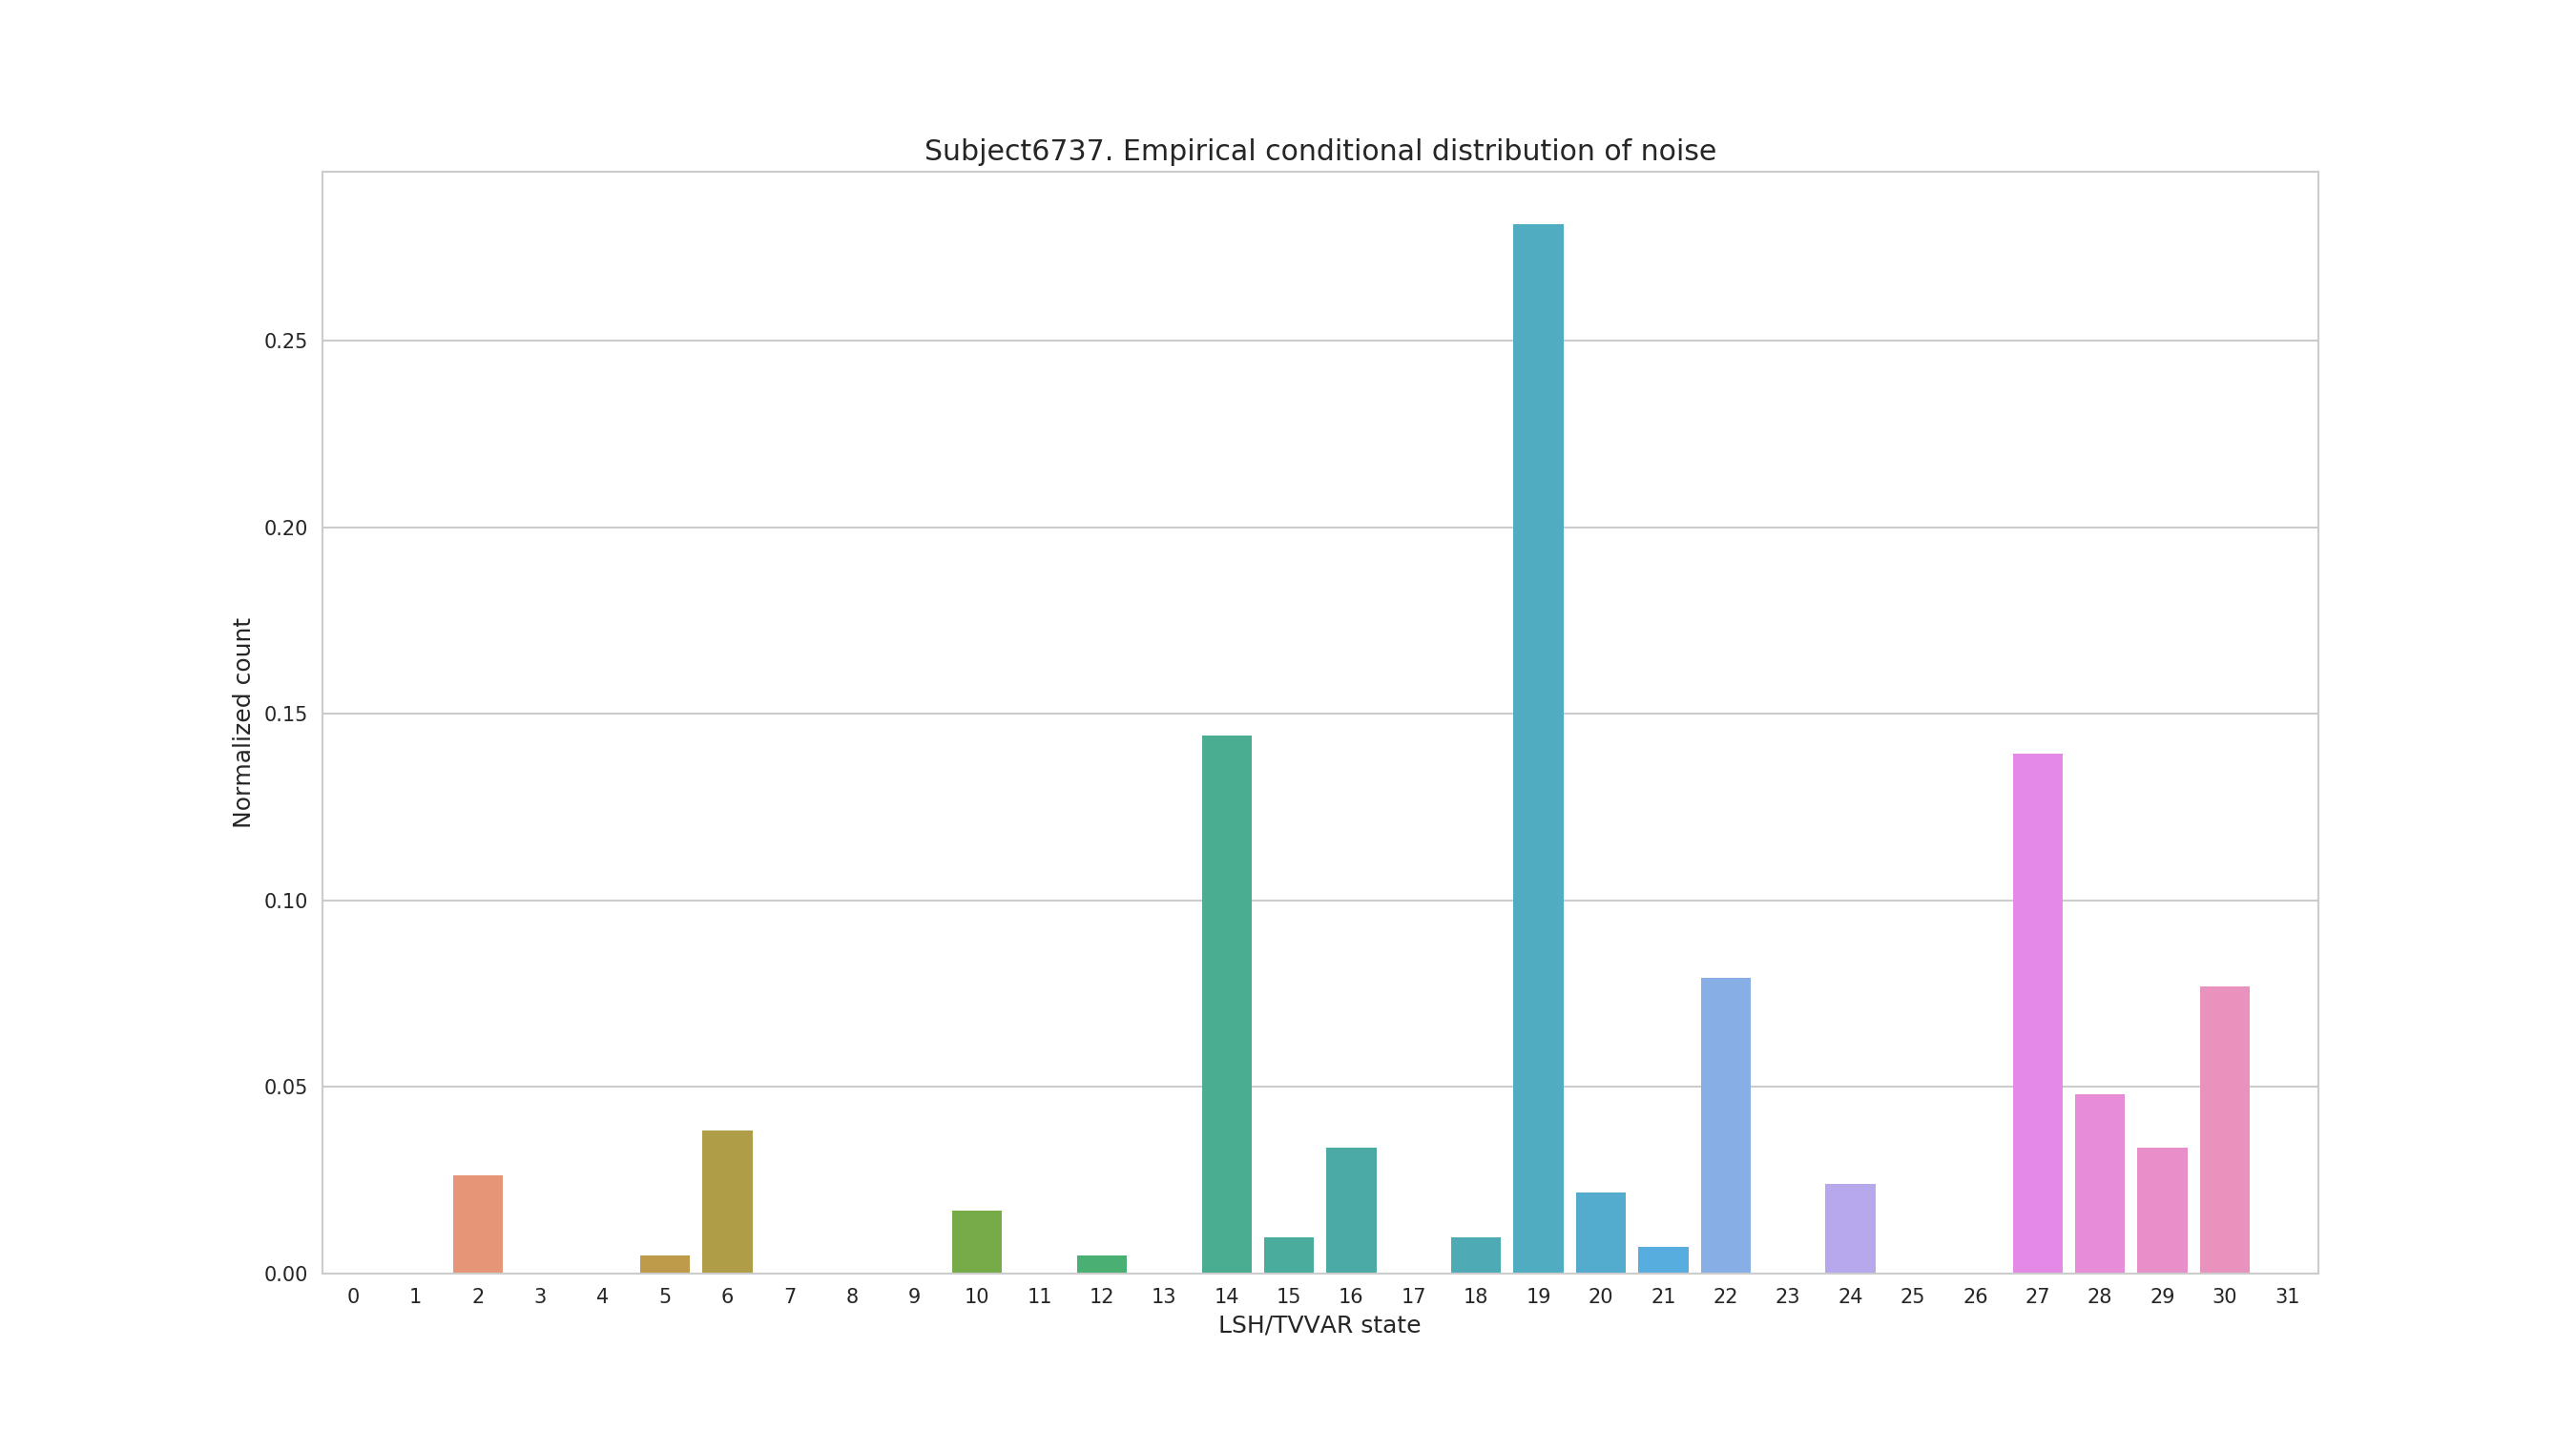 Subject6737. Empirical conditional distribution of noise
Normalized count
0.25
0.20
0.15
0.10
0.05
0.00
0 1 2 3 4 5 6 7 8 9 10 11 12 13 14 15 16 17 18 19 20 21 22 23 24 25 26 27 28 29 30 31
LSH/TVVAR state